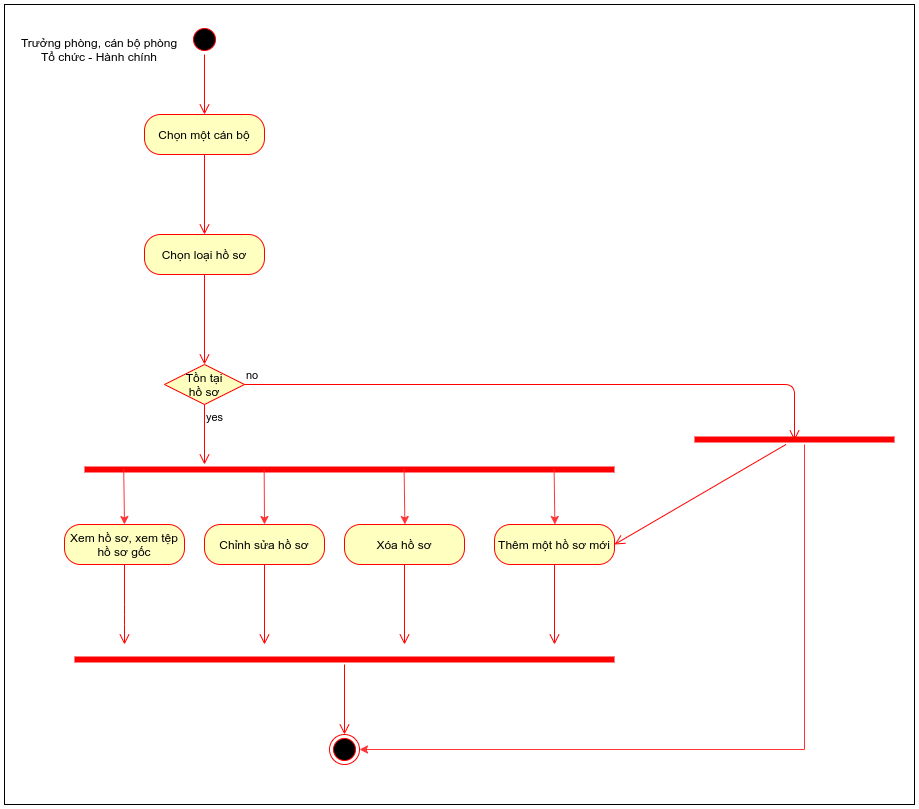 Trưởng phòng, cán bộ phòng
Tổ chức - Hành chính
Chọn một cán bộ
Chọn loại hồ sơ
Tồn tại
hồ sơ
no
yes
Xem hồ sơ, xem tệp
hồ sơ gốc
Chỉnh sửa hồ sơ
Xóa hồ sơ
Thêm một hồ sơ mới